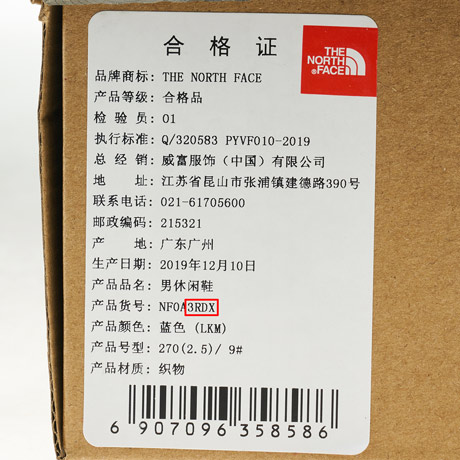 合格证
THE
NORTH
FACE
品牌商标: THE NORTH FACE
产品等级: 合格品
检 验 员: 01
执行标准: Q/320583 PYVF010-2019
总 经 销: 威富服饰(中国)有限公司
地 址: 江苏省昆山市张浦镇建德路390号
联系电话: 021-61705600
邮政编码: 215321
产 地: 广东广州
生产日期: 2019年12月10日
产品品名: 男休闲鞋
产品货号: NF0A3RDX
产品颜色: 蓝色 (LKM)
产品号型: 270(2.5)/ 9#
产品材质: 织物
6 907096 358586